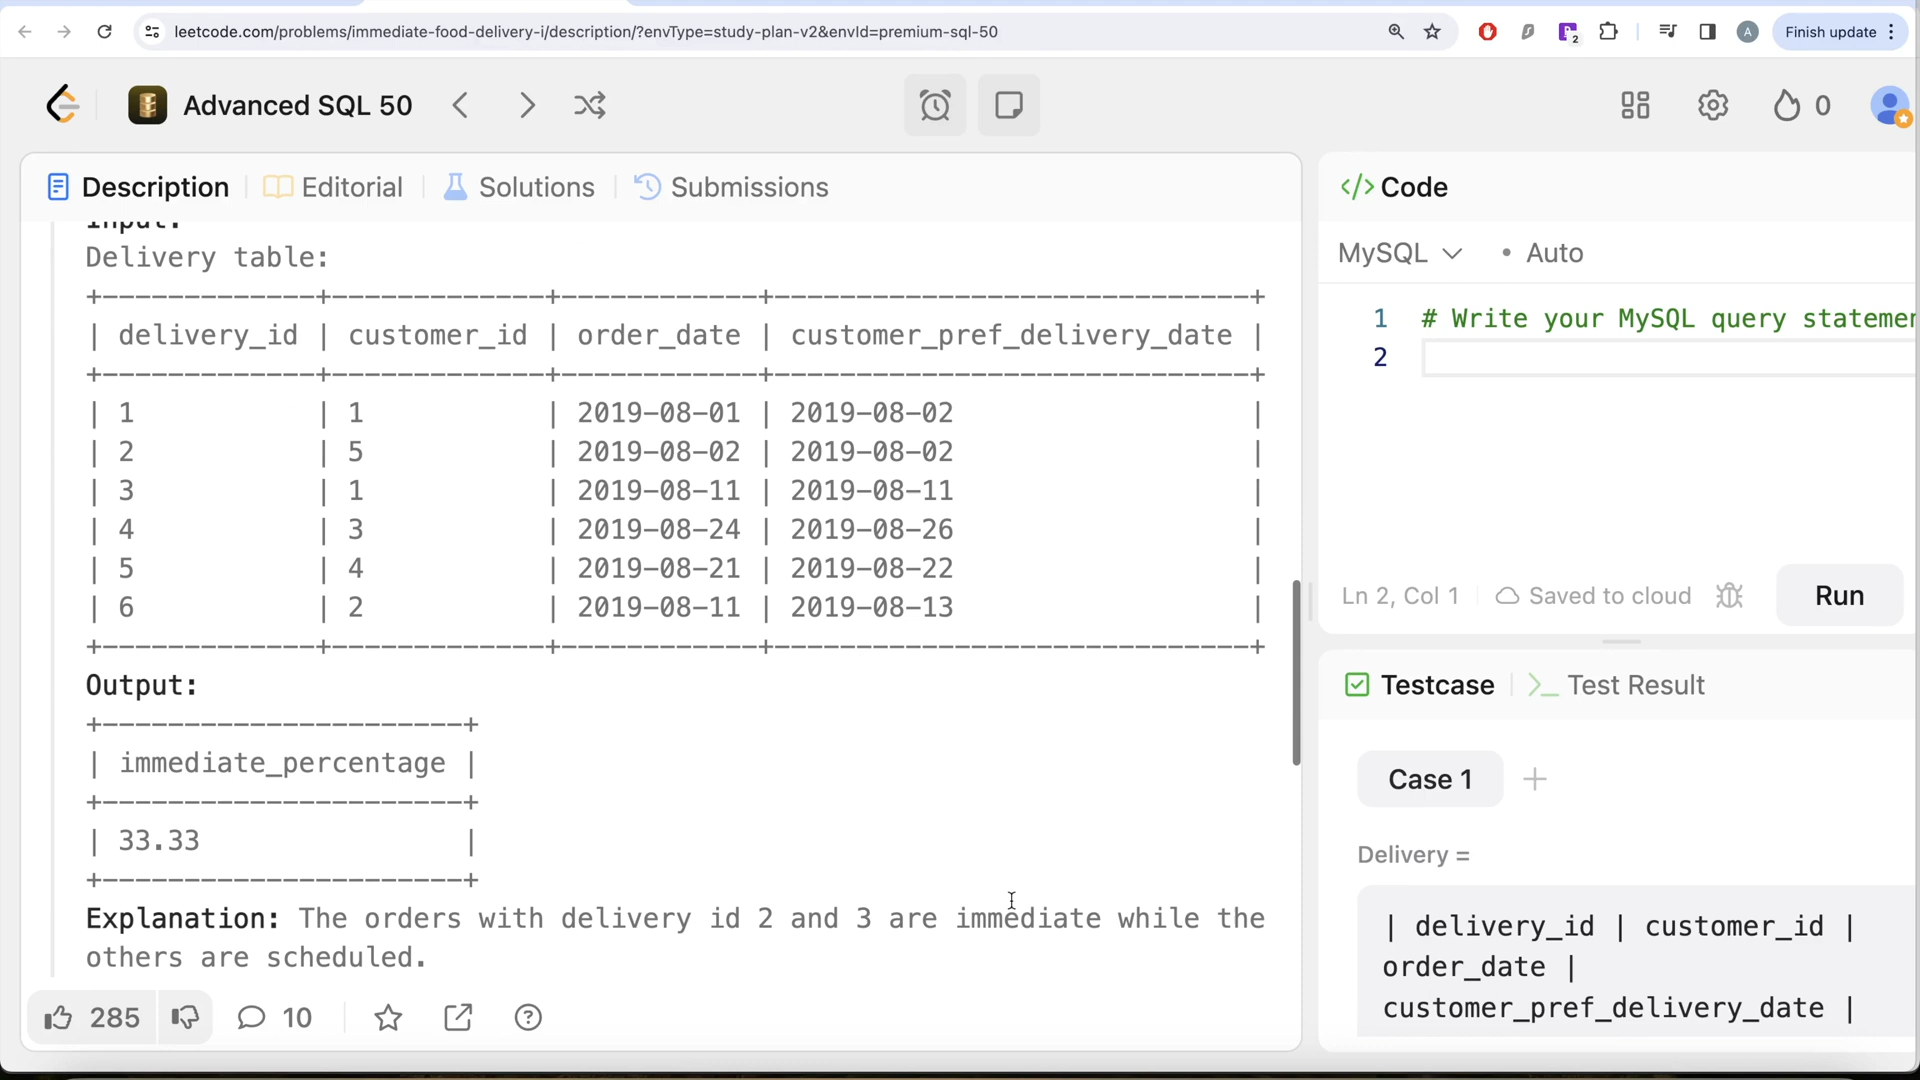 leetcode.com/problems/immediate-food-delivery-i/description/?envType=study-plan-v2&envId=premium-sql-50
2
A
Finish update
Advanced SQL 50
0
Description
Editorial
Solutions
Submissions
Input:
Delivery table:
+-------------+-------------+------------+-----------------------------+
| delivery_id | customer_id | order_date | customer_pref_delivery_date |
+-------------+-------------+------------+-----------------------------+
| 1           | 1           | 2019-08-01 | 2019-08-02                  |
| 2           | 5           | 2019-08-02 | 2019-08-02                  |
| 3           | 1           | 2019-08-11 | 2019-08-11                  |
| 4           | 3           | 2019-08-24 | 2019-08-26                  |
| 5           | 4           | 2019-08-21 | 2019-08-22                  |
| 6           | 2           | 2019-08-11 | 2019-08-13                  |
+-------------+-------------+------------+-----------------------------+
Output:
+----------------------+
| immediate_percentage |
+----------------------+
| 33.33                |
+----------------------+
Explanation: The orders with delivery id 2 and 3 are immediate while the
others are scheduled.
285
10
</> Code
MySQL
• Auto
1 # Write your MySQL query statemen
2
Ln 2, Col 1
Saved to cloud
Run
Testcase
Test Result
Case 1
Delivery =
| delivery_id | customer_id |
order_date |
customer_pref_delivery_date |